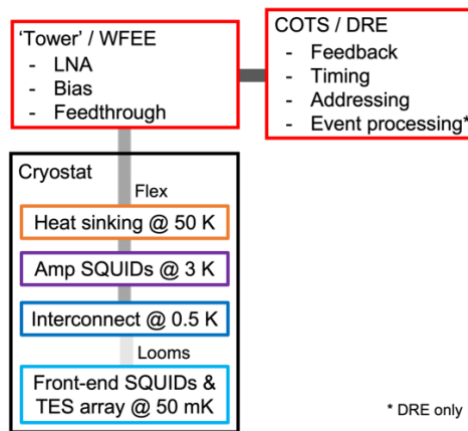 ‘Tower’ / WFEE
- LNA
- Bias
- Feedthrough
COTS / DRE
- Feedback
- Timing
- Addressing
- Event processing*
Cryostat
Flex
Heat sinking @ 50 K
Amp SQUIDs @ 3 K
Interconnect @ 0.5 K
Looms
Front-end SQUIDs &
TES array @ 50 mK
* DRE only